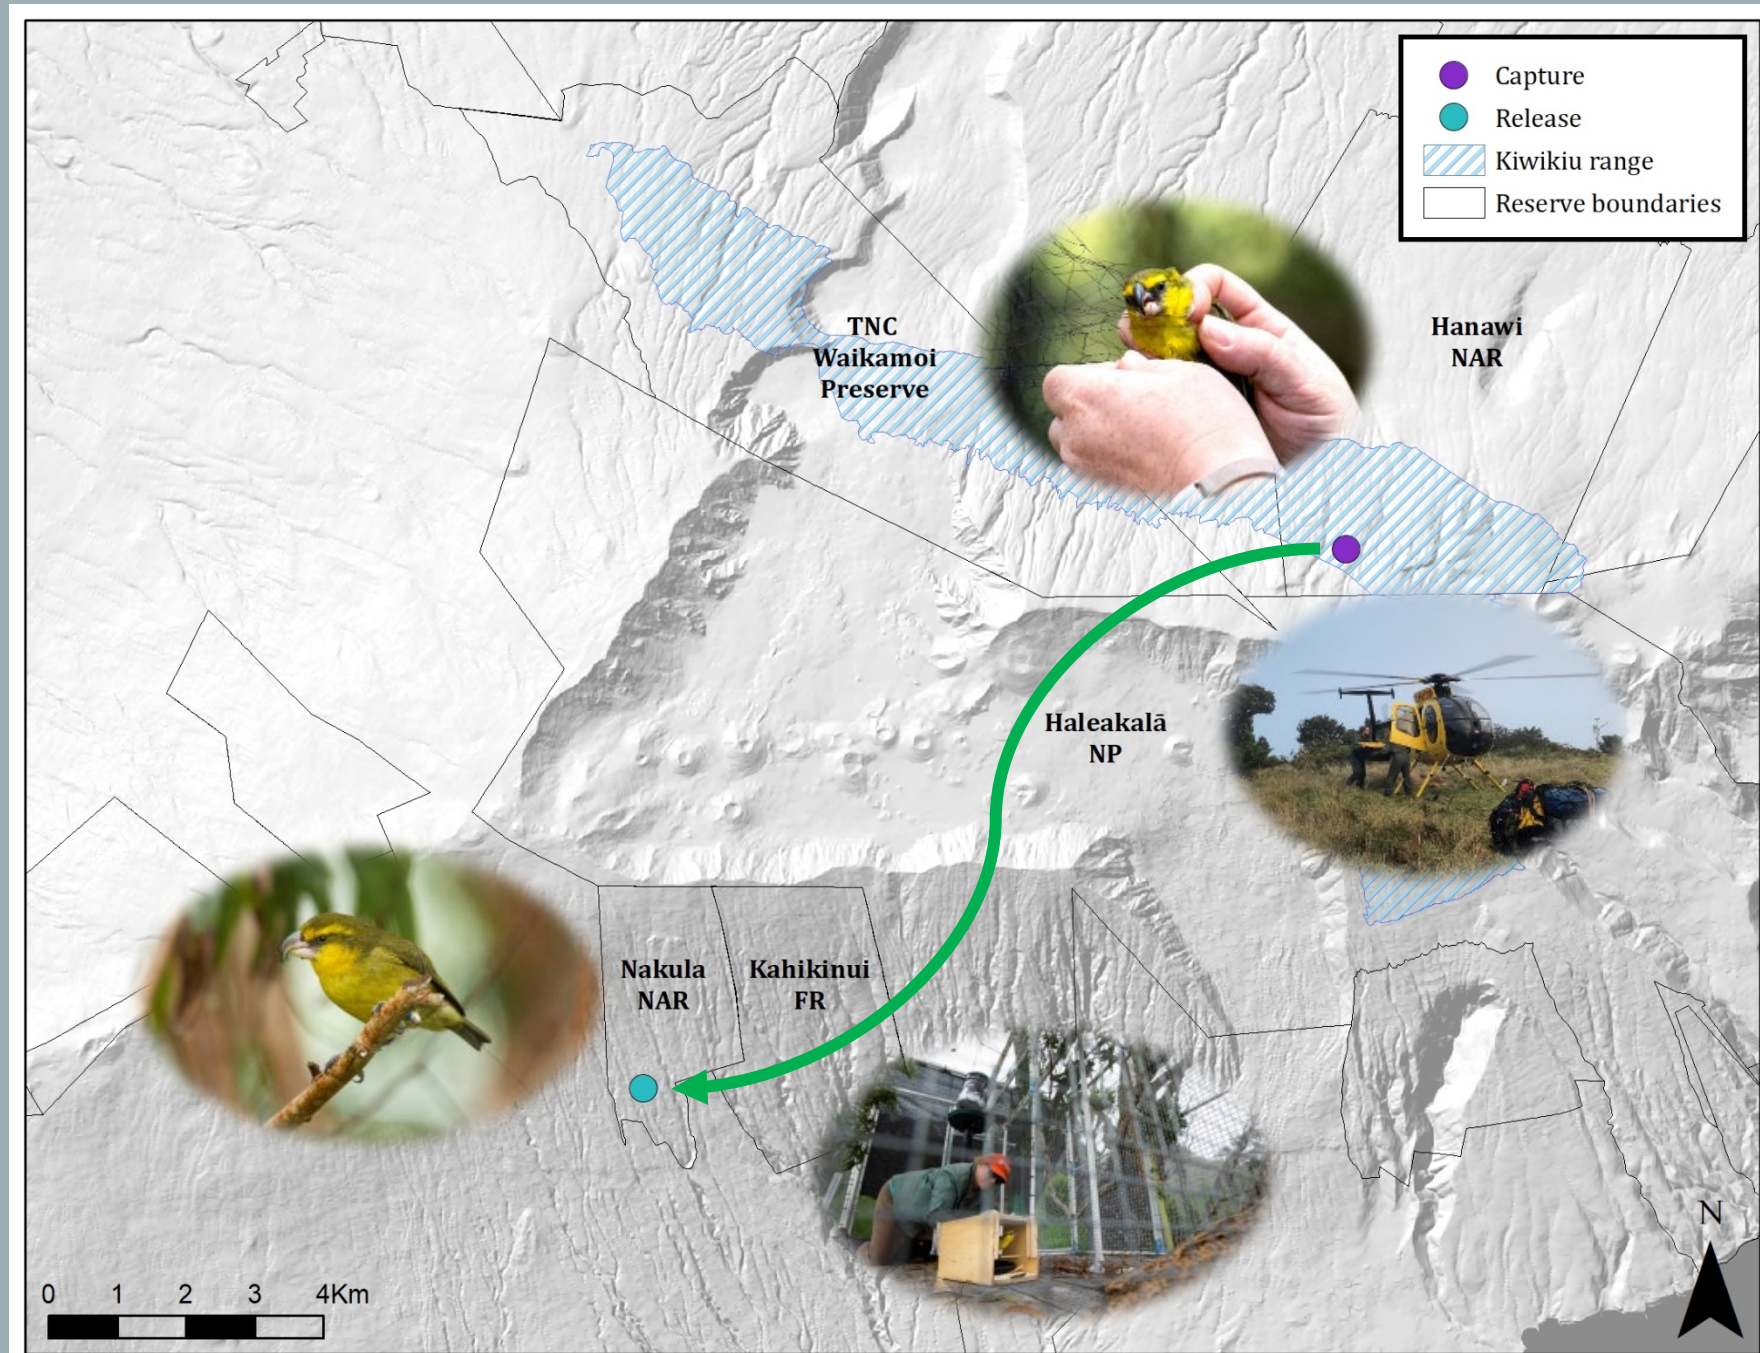 Capture
Release
Kiwikiu range
Reserve boundaries
TNC
Waikamoi
Preserve
Hanawi
NAR
Haleakalā
NP
Nakula
NAR
Kahikinui
FR
0 1 2 3 4Km
N